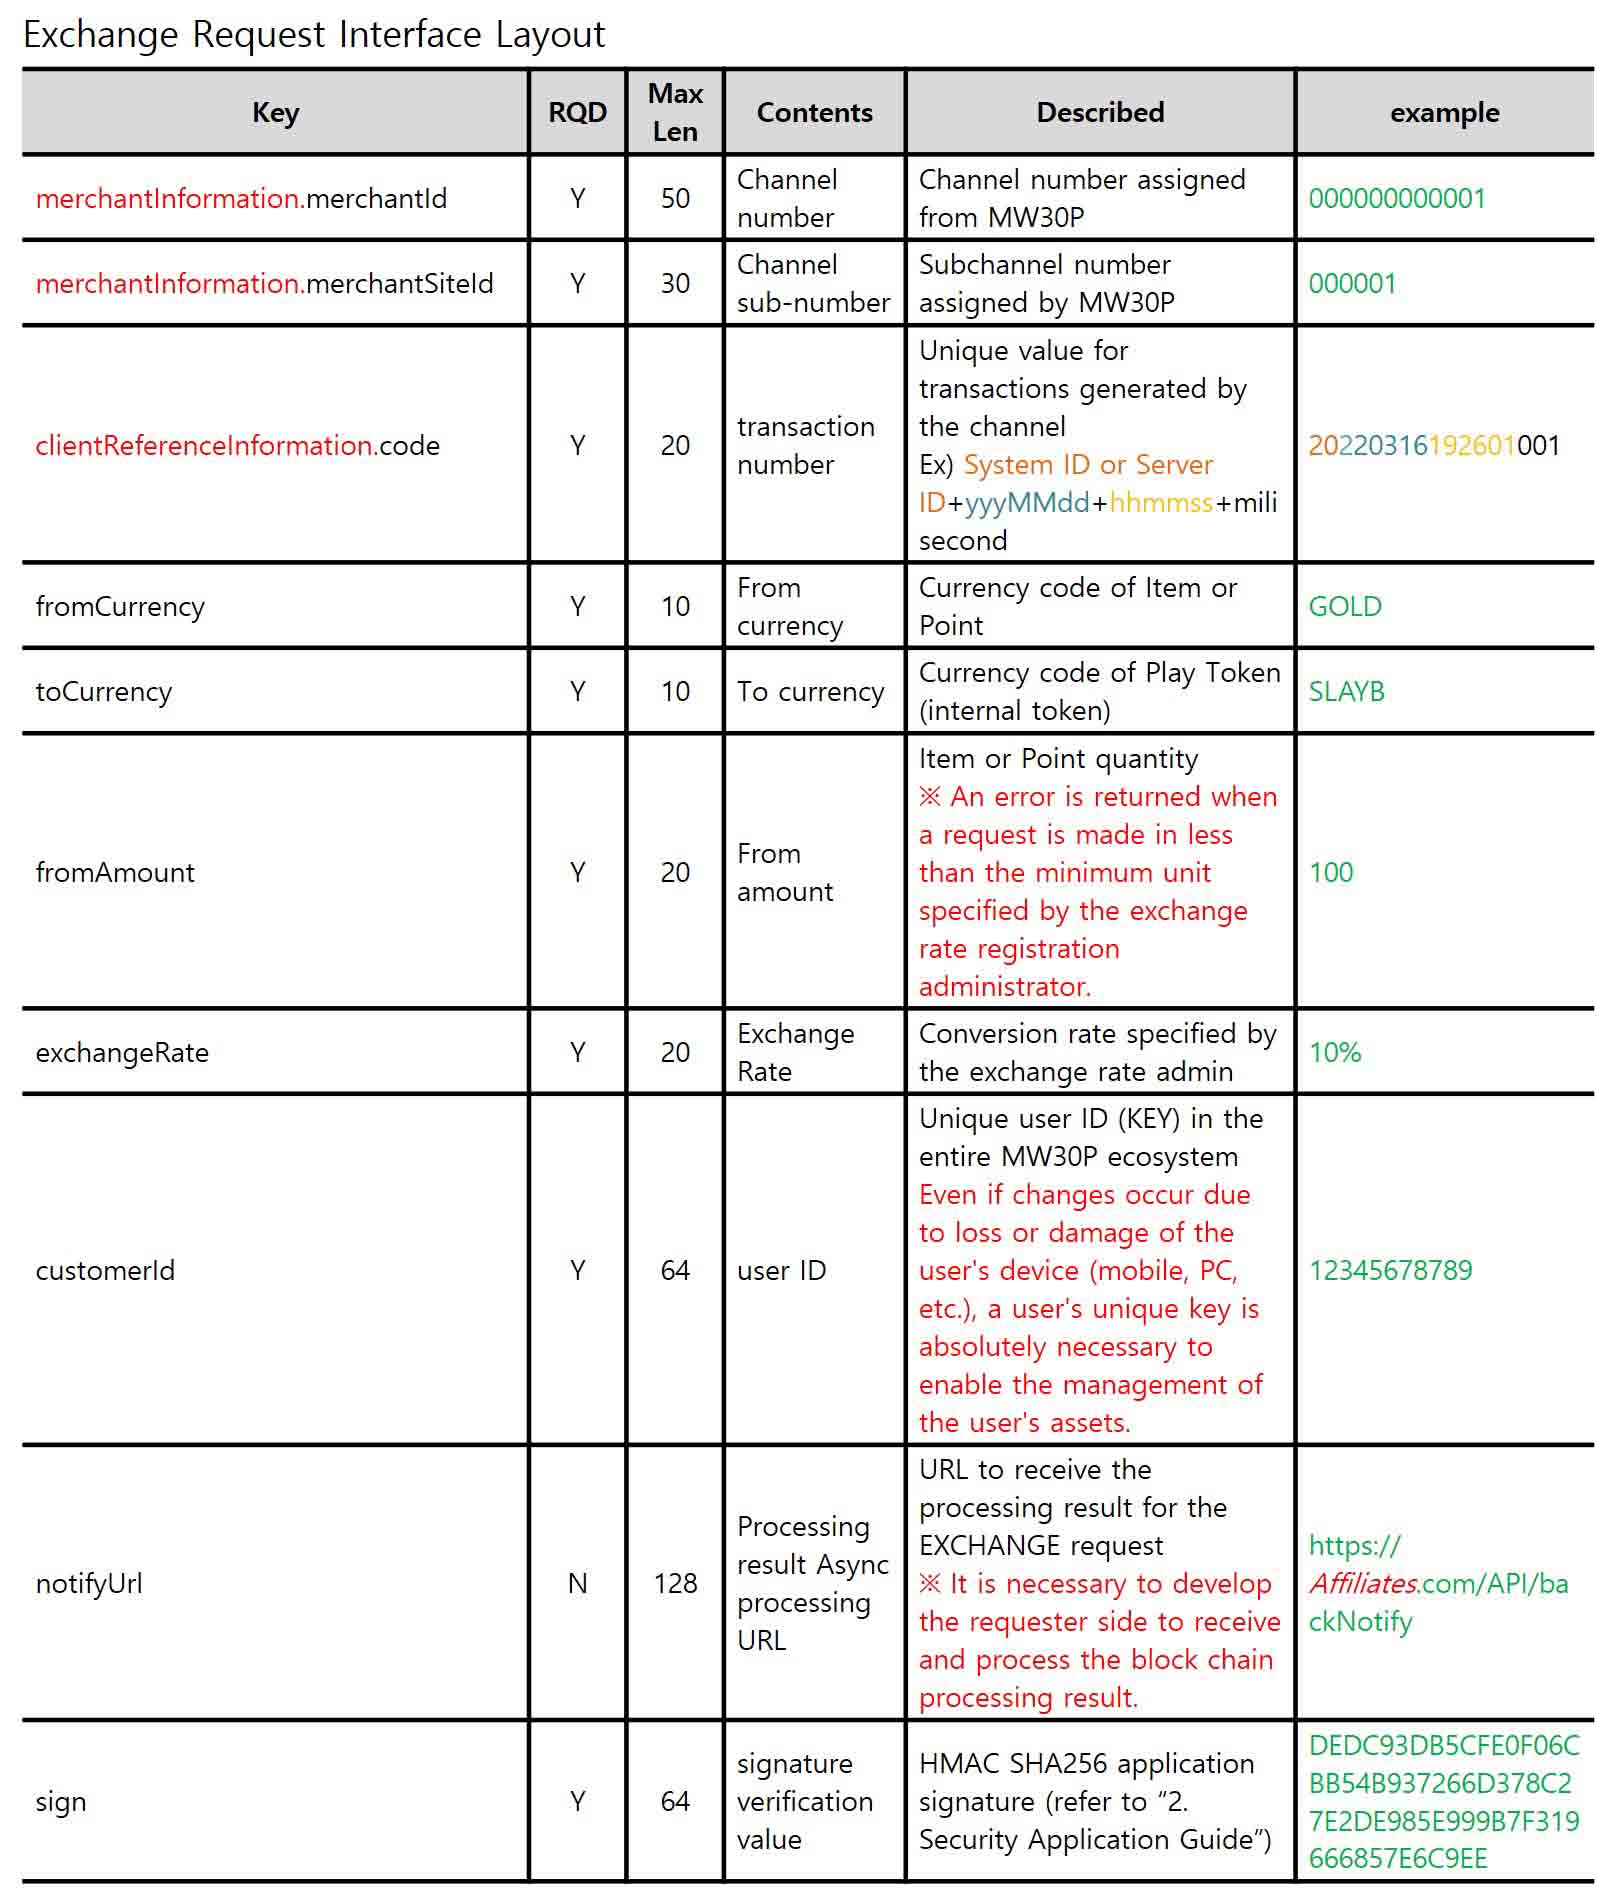 Exchange Request Interface Layout
Key
RQD
Max
Len
Contents
Described
example
merchantInformation.merchantId
Y
50
Channel
number
Channel number assigned
from MW30P
000000000001
merchantInformation.merchantSiteId
Y
30
Channel
sub-number
Subchannel number
assigned by MW30P
000001
clientReferenceInformation.code
Y
20
transaction
number
Unique value for
transactions generated by
the channel
Ex) System ID or Server
ID+yyyMMdd+hhmmss+mili
second
20220316192601001
fromCurrency
Y
10
From
currency
Currency code of Item or
Point
GOLD
toCurrency
Y
10
To currency
Currency code of Play Token
(internal token)
SLAYB
fromAmount
Y
20
From
amount
Item or Point quantity
※ An error is returned when
a request is made in less
than the minimum unit
specified by the exchange
rate registration
administrator.
100
exchangeRate
Y
20
Exchange
Rate
Conversion rate specified by
the exchange rate admin
10%
customerId
Y
64
user ID
Unique user ID (KEY) in the
entire MW30P ecosystem
Even if changes occur due
to loss or damage of the
user's device (mobile, PC,
etc.), a user's unique key is
absolutely necessary to
enable the management of
the user's assets.
12345678789
notifyUrl
N
128
Processing
result Async
processing
URL
URL to receive the
processing result for the
EXCHANGE request
※ It is necessary to develop
the requester side to receive
and process the block chain
processing result.
https://
Affiliates.com/API/ba
ckNotify
sign
Y
64
signature
verification
value
HMAC SHA256 application
signature (refer to “2.
Security Application Guide”)
DEDC93DB5CFE0F06C
BB54B937266D378C2
7E2DE985E999B7F319
666857E6C9EE